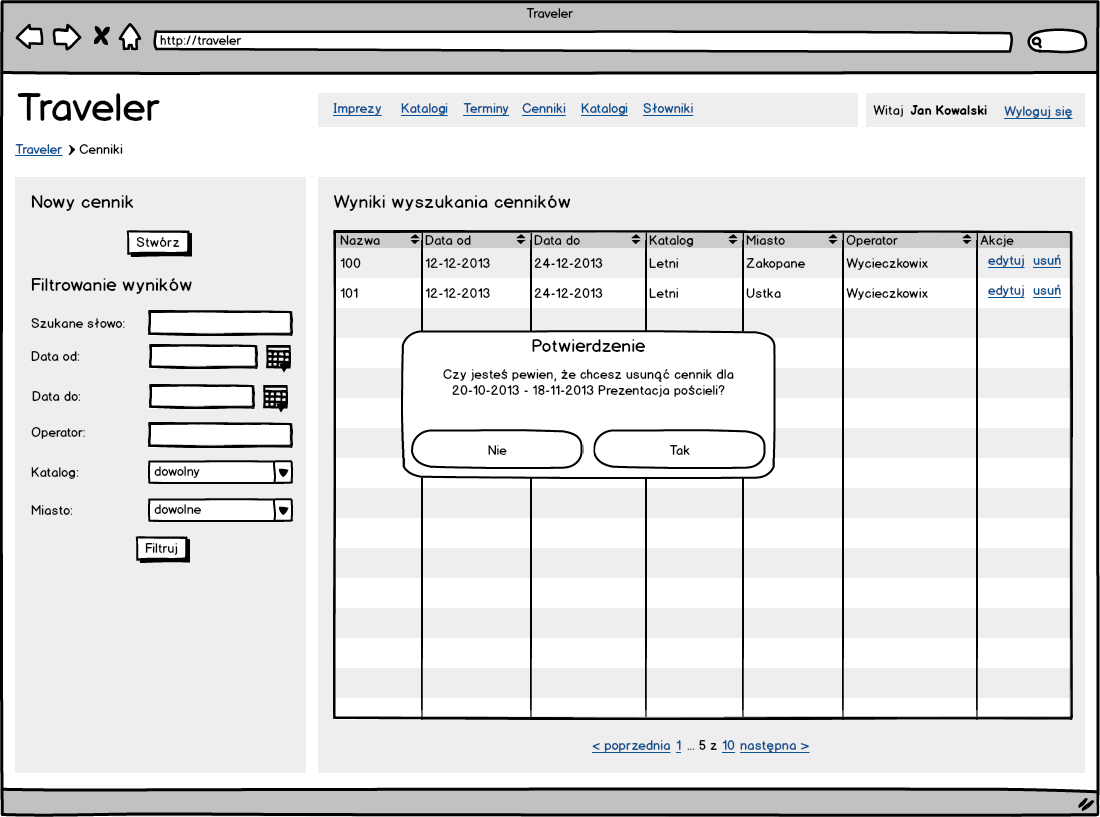 Traveler
http://traveler
Traveler
Imprezy Katalogi Terminy Cenniki Katalogi Słowniki
Witaj Jan Kowalski Wyloguj się
Traveler Cenniki
Nowy cennik
Stwórz
Filtrowanie wyników
Szukane słowo:
Data od:
Data do:
Operator:
Katalog: dowolny
Miasto: dowolne
Filtruj
Wyniki wyszukania cenników
Nazwa Data od Data do Katalog Miasto Operator Akcje
100 12-12-2013 24-12-2013 Letni Zakopane Wycieczkowix edytuj usuń
101 12-12-2013 24-12-2013 Letni Ustka Wycieczkowix edytuj usuń
Potwierdzenie
Czy jesteś pewien, że chcesz usunąć cennik dla
20-10-2013 - 18-11-2013 Prezentacja pościeli?
Nie Tak
< poprzednia 1 ... 5 z 10 następna >